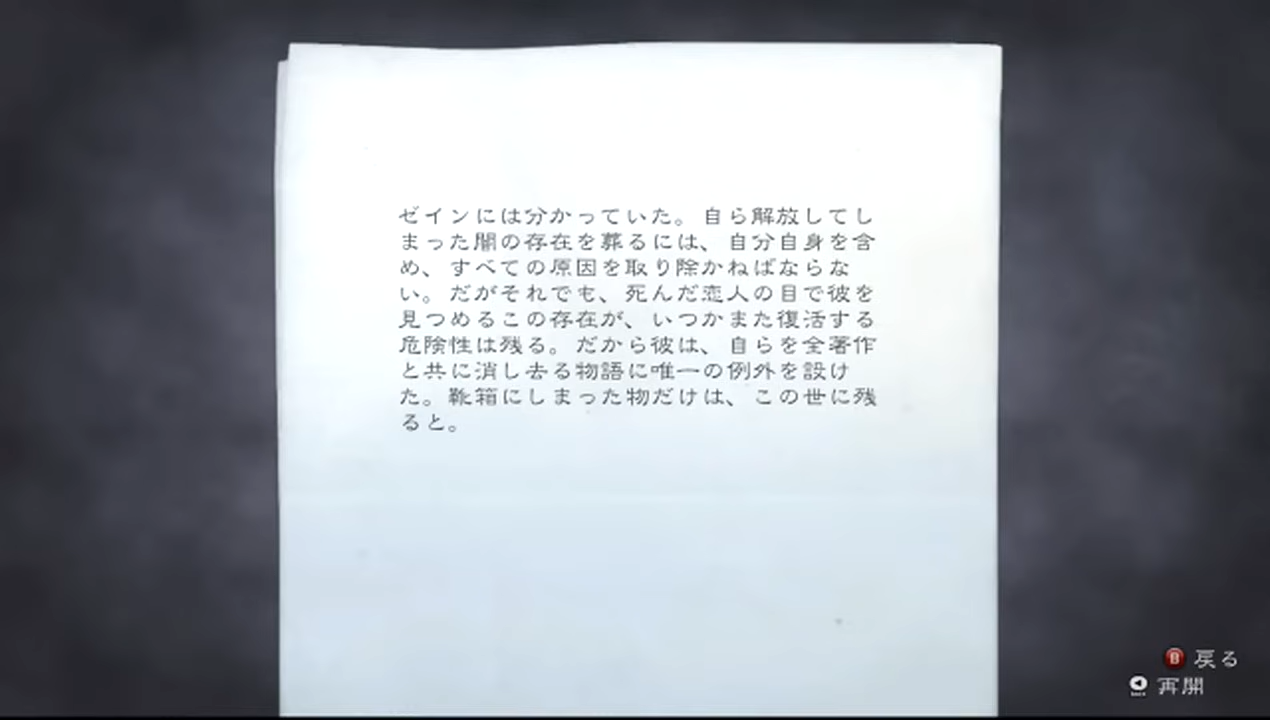 ゼインには分かっていた。自ら解放してし
まった闇の存在を葬るには、自分自身を含
め、すべての原因を取り除かねばならな
い。だがそれでも、死んだ恋人の目で彼を
見つめるこの存在が、いつかまた復活する
危険性は残る。だから彼は、自らを全著作
と共に消し去る物語に唯一の例外を設け
た。靴箱にしまった物だけは、この世に残
ると。
B 戻る
再開